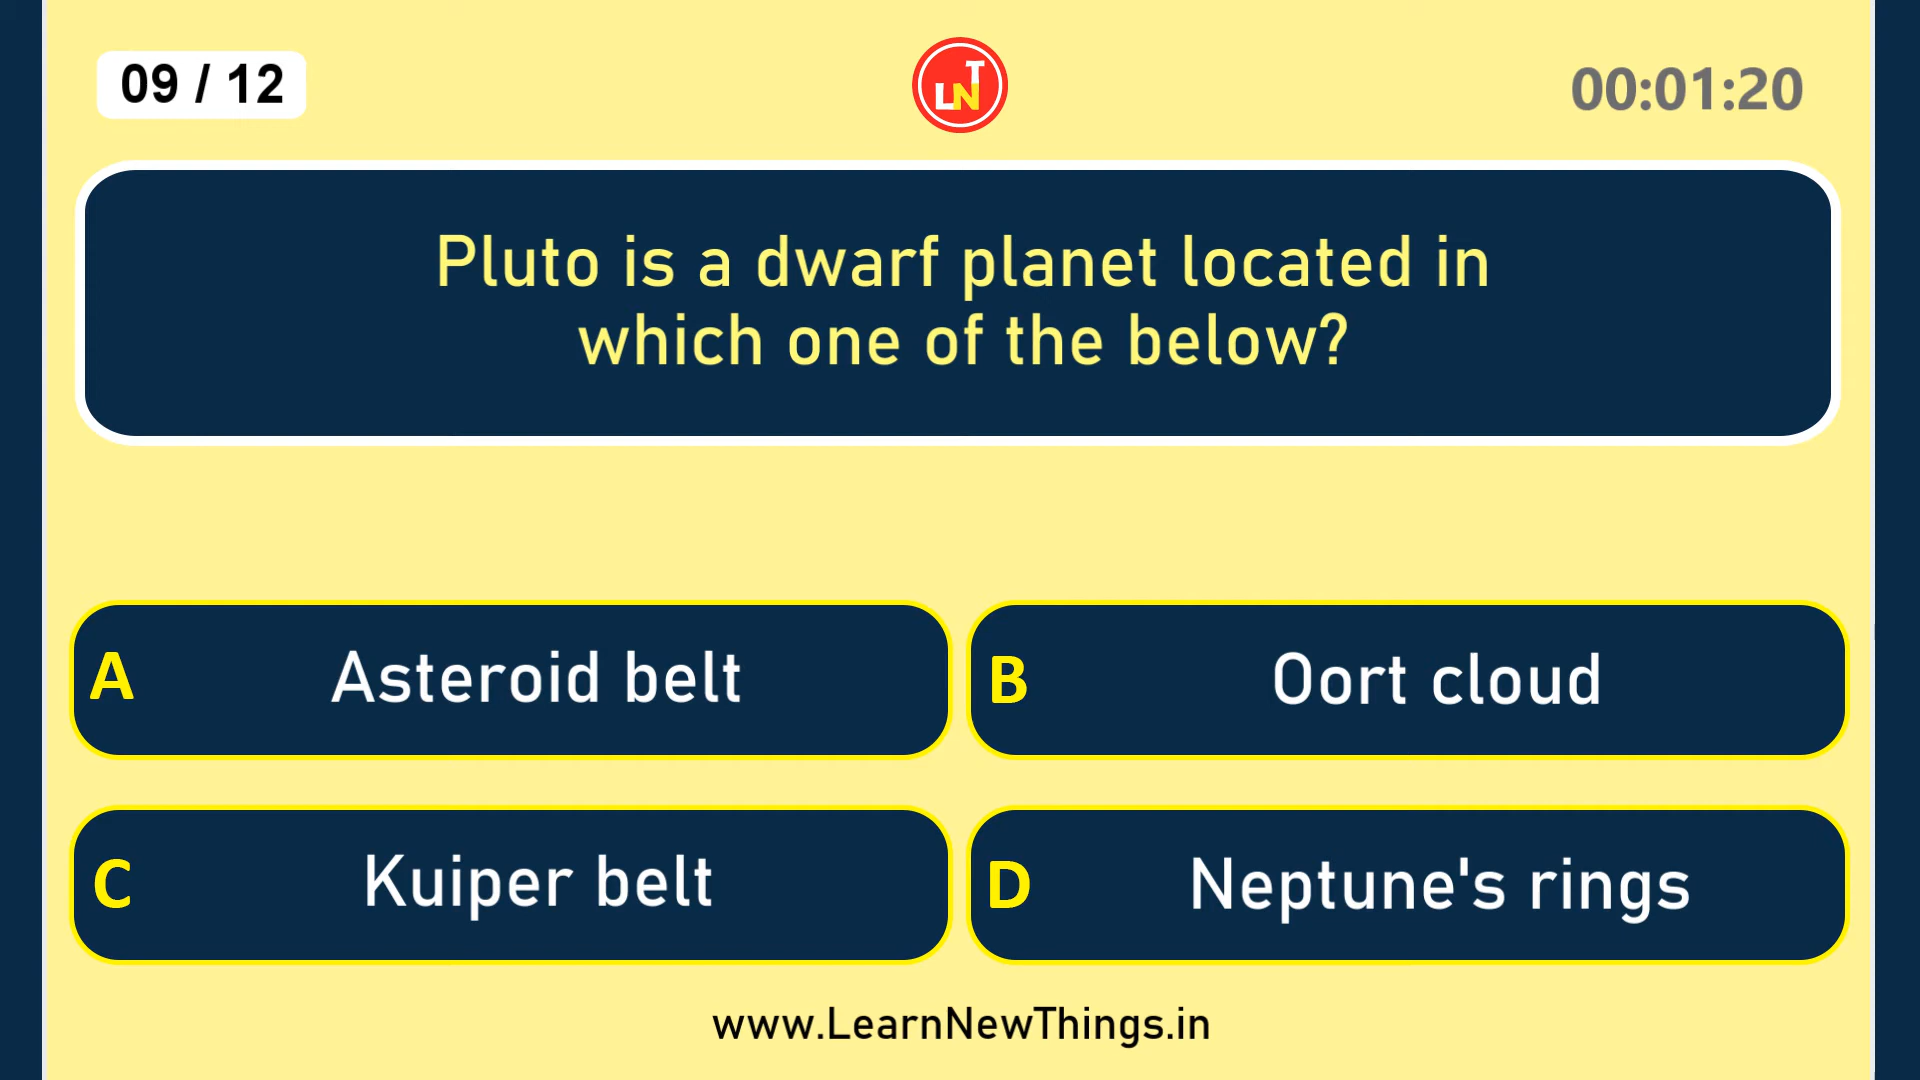 09 / 12
LNT
00:01:20
Pluto is a dwarf planet located in
which one of the below?
A Asteroid belt
B Oort cloud
C Kuiper belt
D Neptune's rings
www.LearnNewThings.in